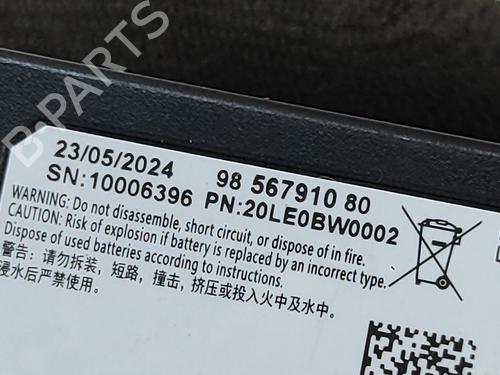 B-PARTS
23/05/2024 98 567910 80
SN:10006396 PN:20LE0BW0002
WARNING: Do not disassemble, short circuit, or dispose of in fire.
CAUTION: Risk of explosion if battery is replaced by an incorrect type.
Dispose of used batteries according to instructions.
警告：请勿拆装，短路，撞击，挤压或投入火中及水中。
浸水后严禁使用。